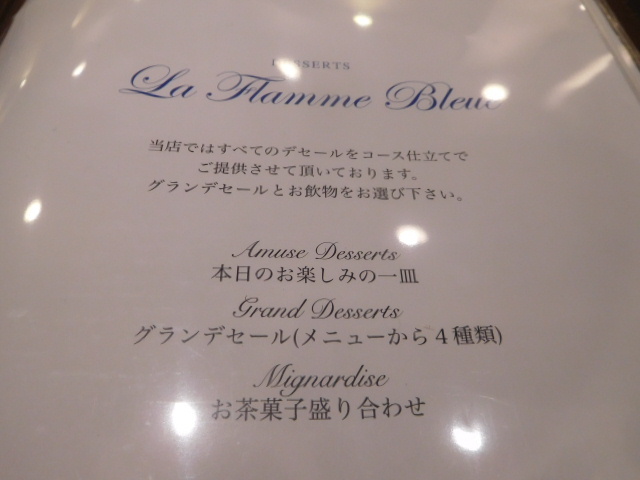 DESSERTS
La Flamme Bleue
当店ではすべてのデセールをコース仕立てで
ご提供させて頂いております。
グランデセールとお飲物をお選び下さい。
Amuse Desserts
本日のお楽しみの一皿
Grand Desserts
グランデセール(メニューから４種類)
Mignardise
お茶菓子盛り合わせ